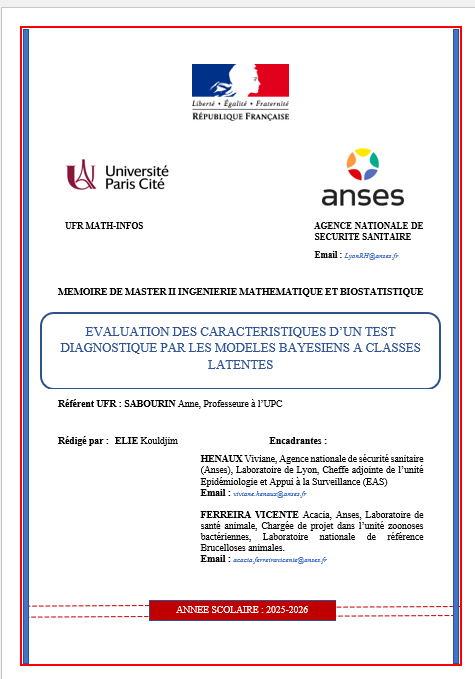 Liberté • Égalité • Fraternité
RÉPUBLIQUE FRANÇAISE
Université
Paris Cité
anses
UFR MATH-INFOS
AGENCE NATIONALE DE
SECURITE SANITAIRE
Email : LyonRH@anses.fr
MEMOIRE DE MASTER II INGENIERIE MATHEMATIQUE ET BIOSTATISTIQUE
EVALUATION DES CARACTERISTIQUES D'UN TEST
DIAGNOSTIQUE PAR LES MODELES BAYESIENS A CLASSES
LATENTES
Référent UFR : SABOURIN Anne, Professeure à l'UPC
Rédigé par : ELIE Kouldjim
Encadrantes :
HENAUX Viviane, Agence nationale de sécurité sanitaire
(Anses), Laboratoire de Lyon, Cheffe adjointe de l'unité
Epidémiologie et Appui à la Surveillance (EAS)
Email : viviane.henaux@anses.fr
FERREIRA VICENTE Acacia, Anses, Laboratoire de
santé animale, Chargée de projet dans l'unité zoonoses
bactériennes, Laboratoire national de référence
Brucelloses animales.
Email : acacia.ferreiravicente@anses.fr
ANNEE SCOLAIRE : 2025-2026